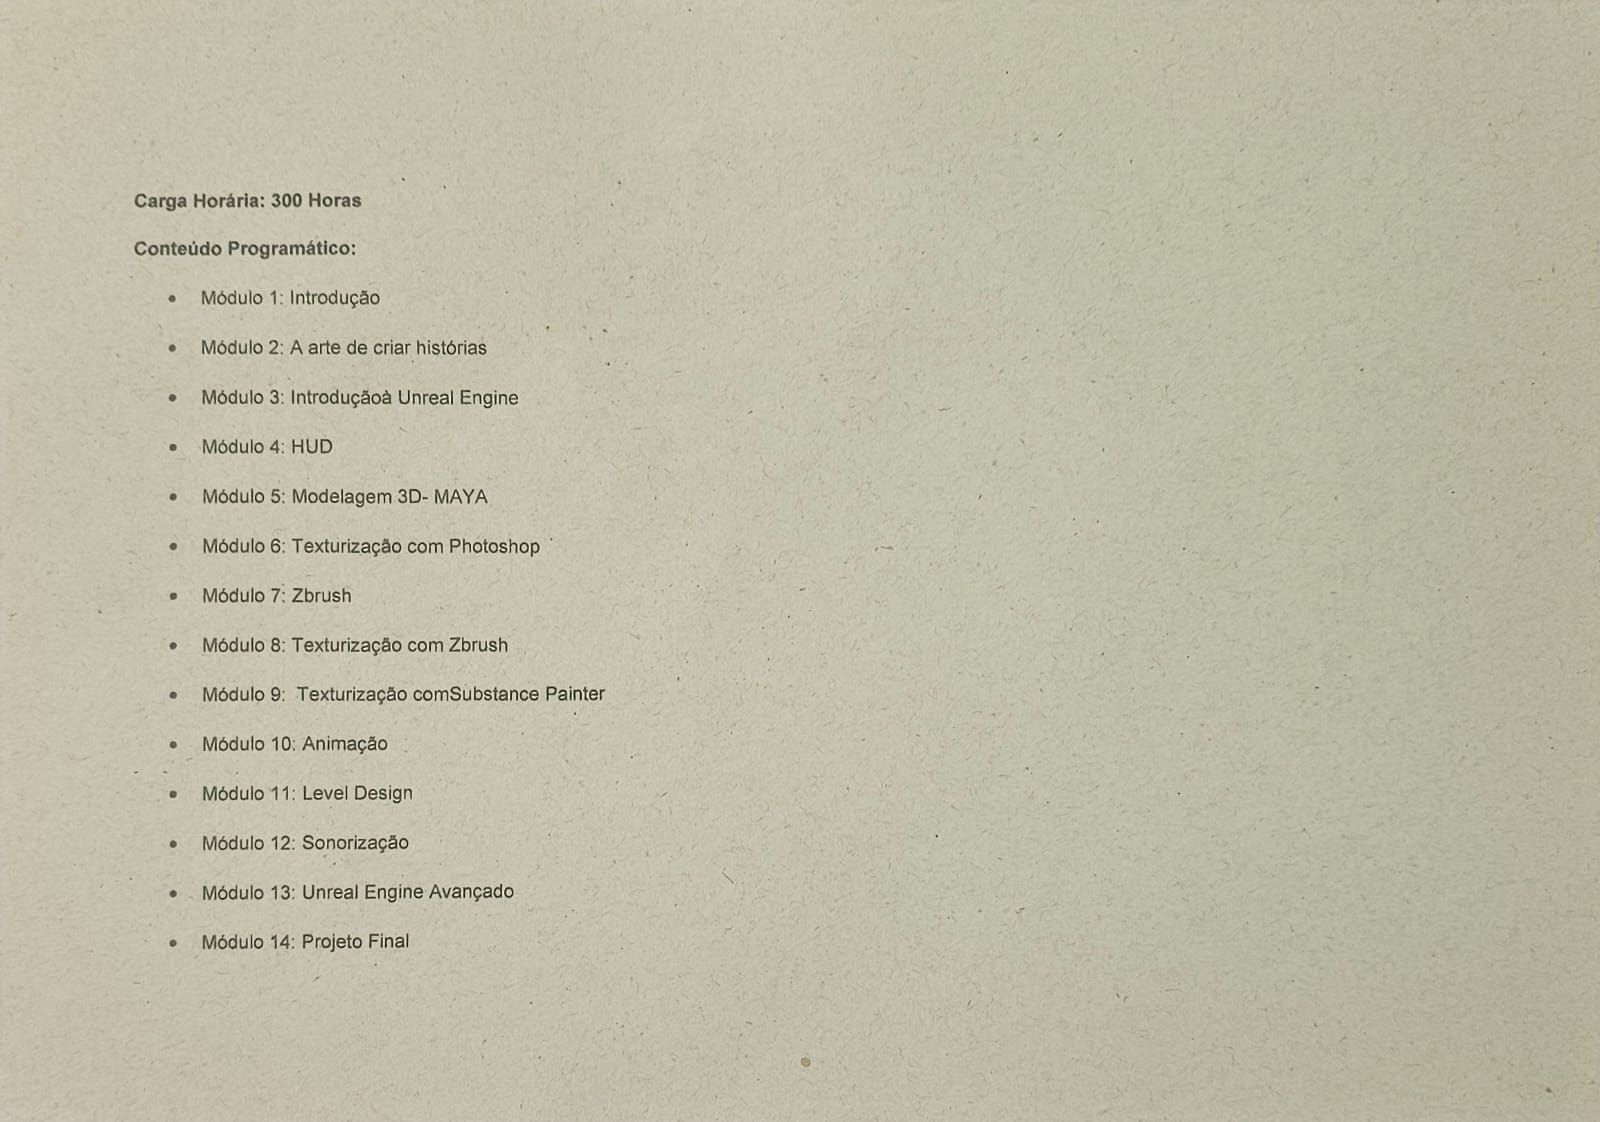 Carga Horária: 300 Horas
Conteúdo Programático:
• Módulo 1: Introdução
• Módulo 2: A arte de criar histórias
• Módulo 3: Introduçãoà Unreal Engine
• Módulo 4: HUD
• Módulo 5: Modelagem 3D- MAYA
• Módulo 6: Texturização com Photoshop
• Módulo 7: Zbrush
• Módulo 8: Texturização com Zbrush
• Módulo 9:  Texturização comSubstance Painter
• Módulo 10: Animação
• Módulo 11: Level Design
• Módulo 12: Sonorização
• Módulo 13: Unreal Engine Avançado
• Módulo 14: Projeto Final